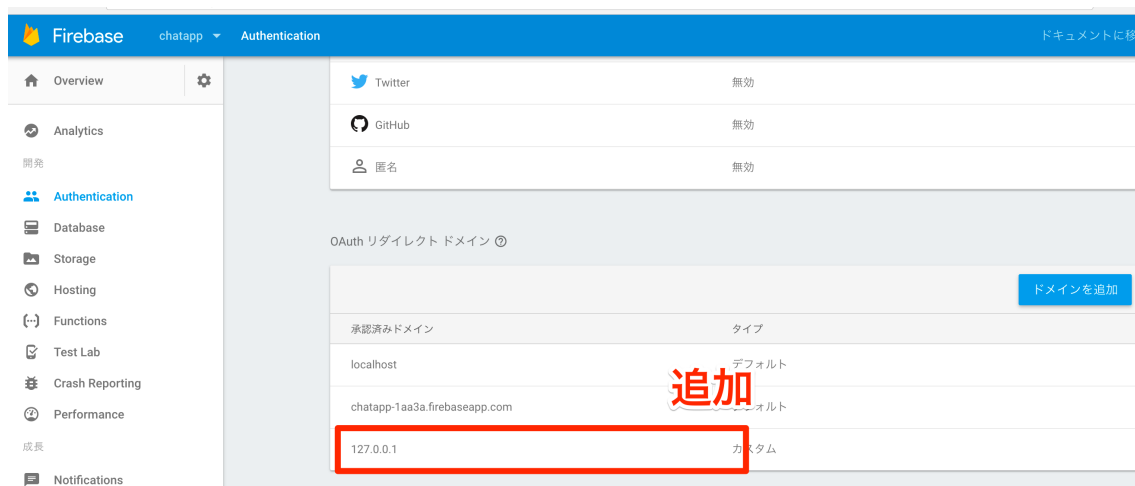 Firebase chatapp Authentication ドキュメントに移
Overview
Analytics
開発
Authentication
Database
Storage
Hosting
Functions
Test Lab
Crash Reporting
Performance
成長
Notifications
Twitter 無効
GitHub 無効
匿名 無効
OAuth リダイレクト ドメイン
ドメインを追加
承認済みドメイン タイプ
localhost デフォルト
追加
chatapp-1aa3a.firebaseapp.com フォルト
127.0.0.1 カスタム